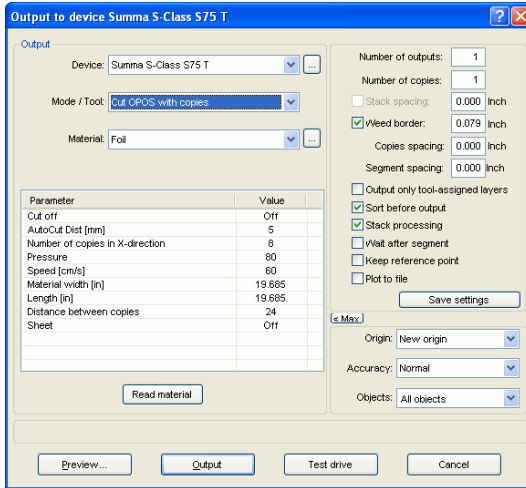 Output to device Summa S-Class S75 T
Output
Device: Summa S-Class S75 T ...
Mode / Tool: Cut OPOS with copies
Material: Foil ...
Parameter Value
Cut off Off
AutoCut Dist [mm] 5
Number of copies in X-direction 8
Pressure 80
Speed [cm/s] 60
Material width [in] 19.685
Length [in] 19.685
Distance between copies 24
Sheet Off
Read material
Number of outputs: 1
Number of copies: 1
Stack spacing: 0.000 Inch
Weed border: 0.079 Inch
Copies spacing: 0.000 Inch
Segment spacing: 0.000 Inch
Output only tool-assigned layers
Sort before output
Stack processing
Wait after segment
Keep reference point
Plot to file
Save settings
< Max
Origin: New origin
Accuracy: Normal
Objects: All objects
Preview...
Output
Test drive
Cancel